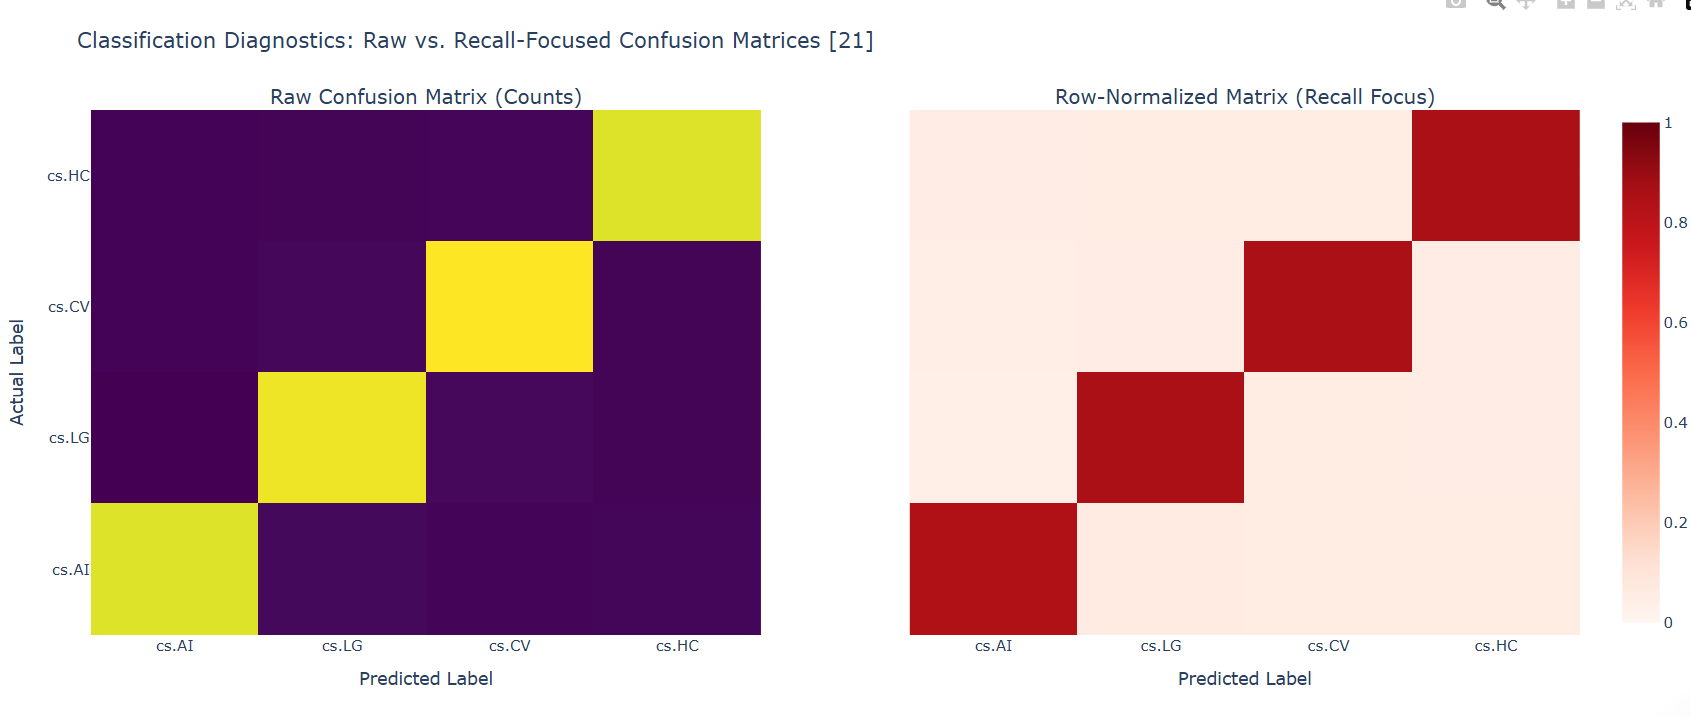 Classification Diagnostics: Raw vs. Recall-Focused Confusion Matrices [21]
Raw Confusion Matrix (Counts)
Actual Label
cs.HC
cs.CV
cs.LG
cs.AI
cs.AI cs.LG cs.CV cs.HC
Predicted Label
Row-Normalized Matrix (Recall Focus)
cs.AI cs.LG cs.CV cs.HC
Predicted Label
1
0.8
0.6
0.4
0.2
0